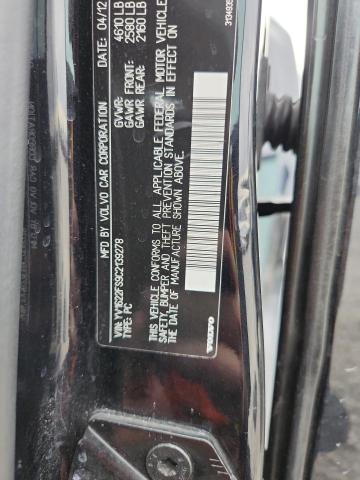 MFD BY VOLVO CAR CORPORATION DATE: 04/12
GVWR: 4610 LB
GAWR FRONT: 2580 LB
GAWR REAR: 2160 LB
VIN: YV1622FS9C2139278
TYPE: PC
THIS VEHICLE CONFORMS TO ALL APPLICABLE FEDERAL MOTOR VEHICLE
SAFETY, BUMPER AND THEFT PREVENTION STANDARDS IN EFFECT ON
THE DATE OF MANUFACTURE SHOWN ABOVE.
VOLVO